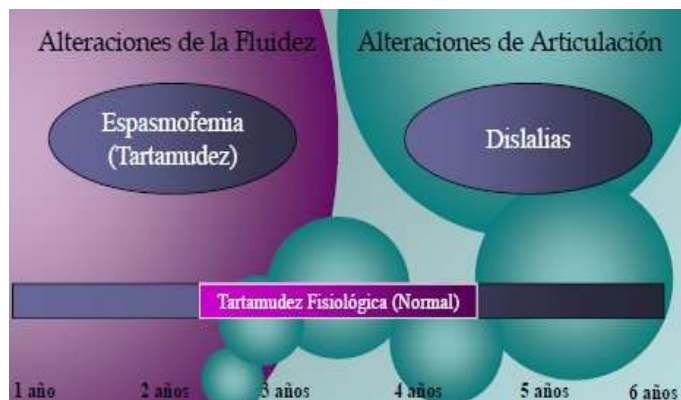 Alteraciones de la Fluidez
Alteraciones de Articulación
Espasmofemia
(Tartamudez)
Dislalias
Tartamudez Fisiológica (Normal)
1 año
2 años
3 años
4 años
5 años
6 años